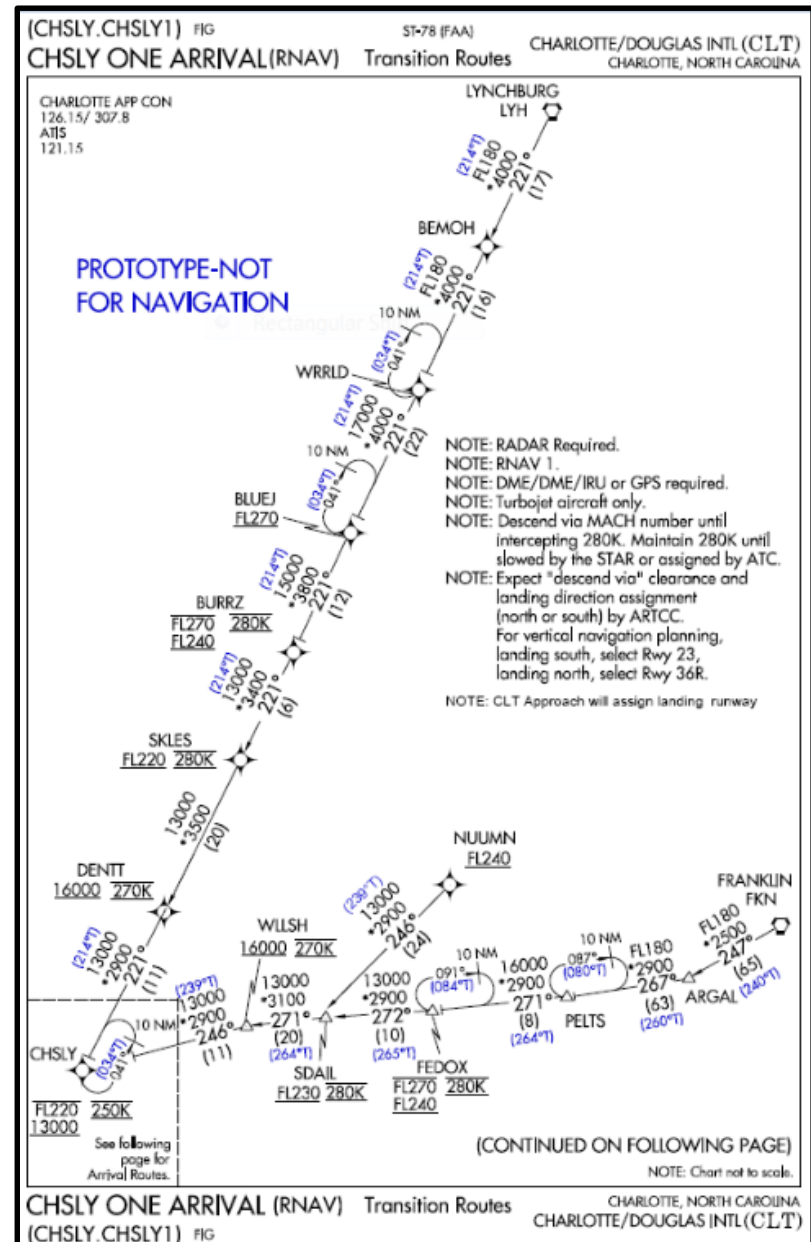 (CHSLY.CHSLY1) FIG
ST-78 (FAA)
CHARLOTTE/DOUGLAS INTL (CLT)
CHSLY ONE ARRIVAL (RNAV) Transition Routes
CHARLOTTE, NORTH CAROLINA
CHARLOTTE APP CON
126.15/ 307.8
ATIS
121.15
LYNCHBURG
LYH
(214°T)
FL180
*4000
221°
(17)
BEMOH
PROTOTYPE-NOT
FOR NAVIGATION
(214°T)
FL180
*4000
221°
(16)
10 NM
(034°T)
041°
WRRLD
(214°T)
17000
*4000
221°
(22)
10 NM
(034°T)
041°
BLUEJ
FL270
NOTE: RADAR Required.
NOTE: RNAV 1.
NOTE: DME/DME/IRU or GPS required.
NOTE: Turbojet aircraft only.
NOTE: Descend via MACH number until
intercepting 280K. Maintain 280K until
slowed by the STAR or assigned by ATC.
NOTE: Expect "descend via" clearance and
landing direction assignment
(north or south) by ARTCC.
For vertical navigation planning,
landing south, select Rwy 23,
landing north, select Rwy 36R.
NOTE: CLT Approach will assign landing runway
(214°T)
15000
*3800
221°
(12)
BURRZ
FL270 280K
FL240
(214°T)
13000
*3400
221°
(6)
SKLES
FL220 280K
13000
*3500
(20)
DENTT
16000 270K
(214°T)
13000
*2900
221°
(11)
NUUMN
FL240
(239°T)
13000
*2900
246°
(24)
FRANKLIN
FKN
FL180
*2500
247°
(65)
(240°T)
ARGAL
FL180
*2900
267°
(63)
(260°T)
10 NM
087°
(080°T)
PELTS
16000
*2900
271°
(8)
(264°T)
10 NM
091°
(084°T)
FEDOX
FL270 280K
FL240
13000
*2900
272°
(10)
(265°T)
SDAIL
FL230 280K
13000
*3100
271°
(20)
(264°T)
WLLSH
16000 270K
(239°T)
13000
*2900
246°
(11)
10 NM
(034°T)
041°
CHSLY
FL220 250K
13000
See following
page for
Arrival Routes.
(CONTINUED ON FOLLOWING PAGE)
NOTE: Chart not to scale.
CHSLY ONE ARRIVAL (RNAV) Transition Routes
CHARLOTTE, NORTH CAROLINA
(CHSLY.CHSLY1) FIG
CHARLOTTE/DOUGLAS INTL (CLT)